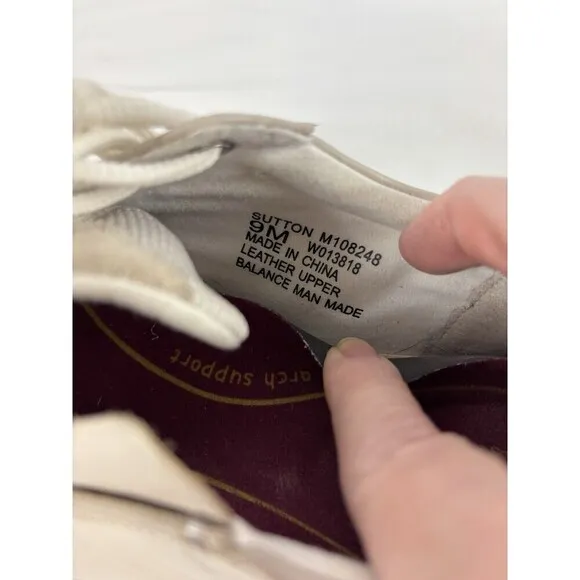 SUTTON M108248
9M W013818
MADE IN CHINA
LEATHER UPPER
BALANCE MAN MADE
arch support